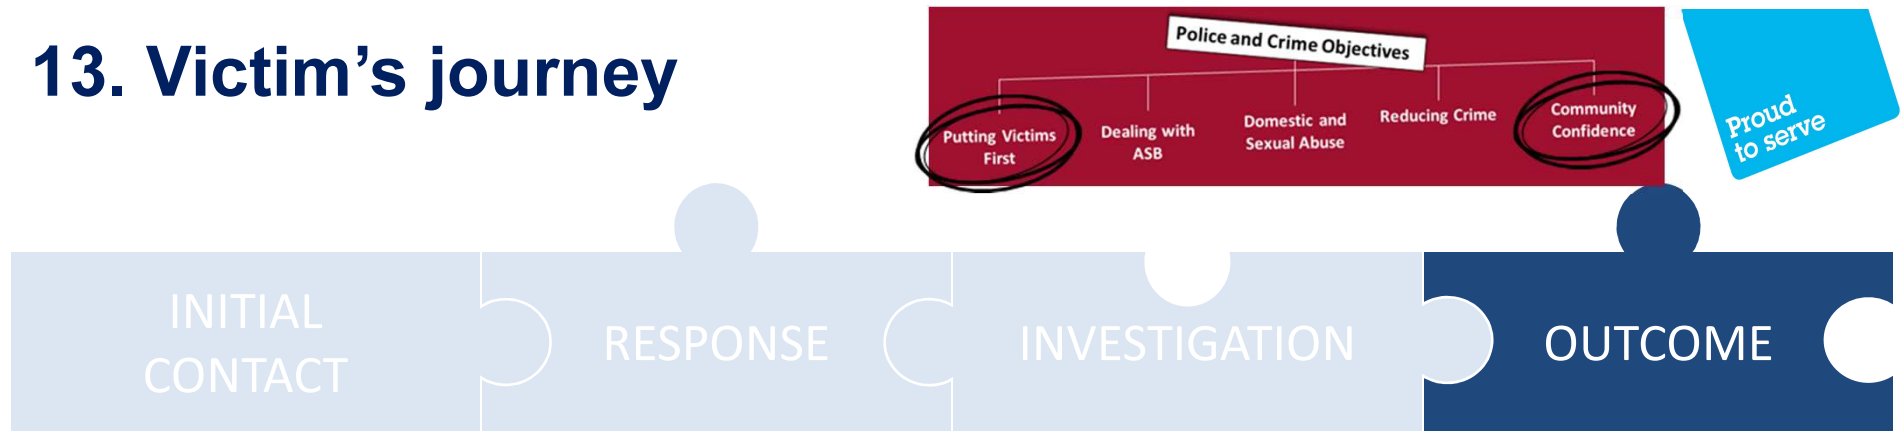 13. Victim’s journey
Police and Crime Objectives
Putting Victims
First
Dealing with
ASB
Domestic and
Sexual Abuse
Reducing Crime
Community
Confidence
Proud
to serve
INITIAL
CONTACT
RESPONSE
INVESTIGATION
OUTCOME